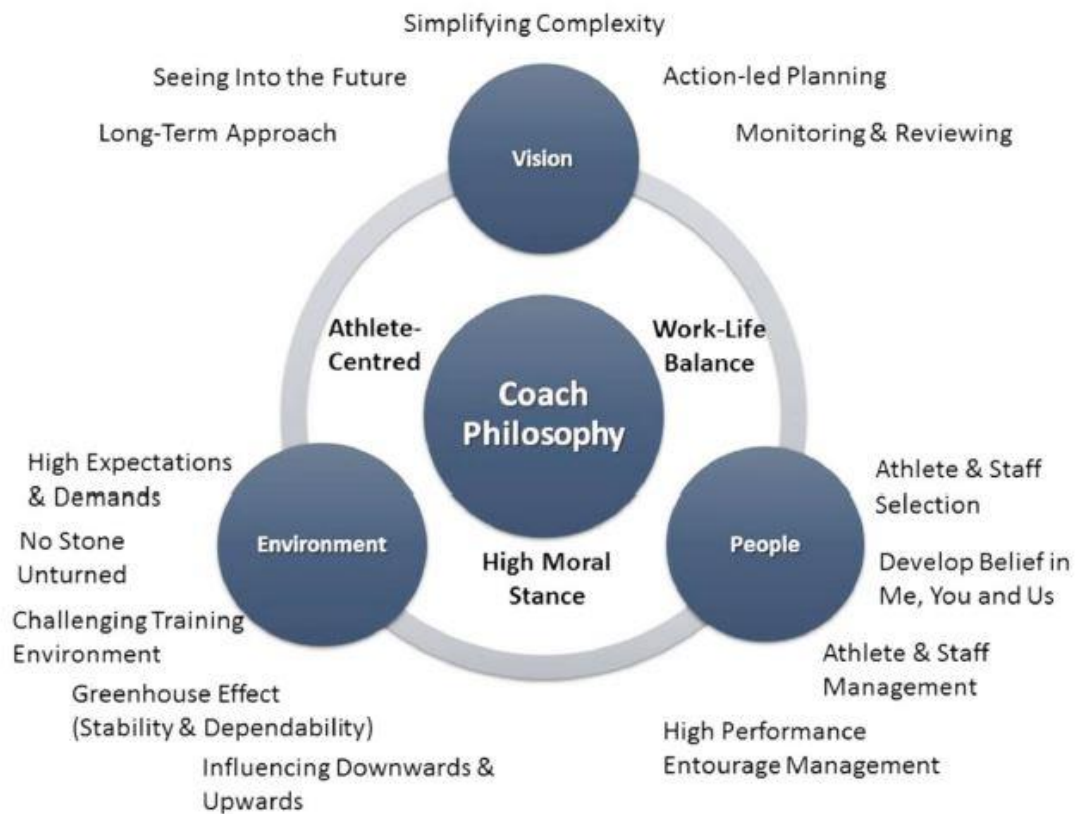 Simplifying Complexity
Seeing Into the Future
Action-led Planning
Long-Term Approach
Monitoring & Reviewing
Vision
Athlete-
Centred
Work-Life
Balance
Coach
Philosophy
High Moral
Stance
Environment
High Expectations
& Demands
No Stone
Unturned
Challenging Training
Environment
Greenhouse Effect
(Stability & Dependability)
Influencing Downwards &
Upwards
People
Athlete & Staff
Selection
Develop Belief in
Me, You and Us
Athlete & Staff
Management
High Performance
Entourage Management